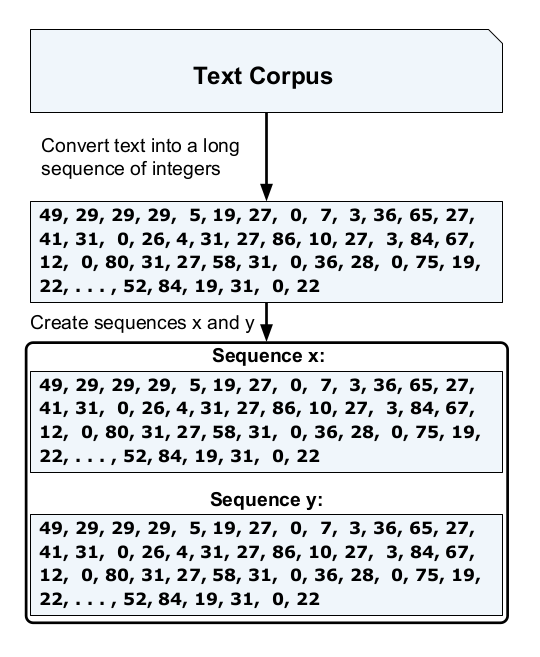 Text Corpus
Convert text into a long
sequence of integers
49, 29, 29, 29, 5, 19, 27, 0, 7, 3, 36, 65, 27,
41, 31, 0, 26, 4, 31, 27, 86, 10, 27, 3, 84, 67,
12, 0, 80, 31, 27, 58, 31, 0, 36, 28, 0, 75, 19,
22, . . . , 52, 84, 19, 31, 0, 22
Create sequences x and y
Sequence x:
49, 29, 29, 29, 5, 19, 27, 0, 7, 3, 36, 65, 27,
41, 31, 0, 26, 4, 31, 27, 86, 10, 27, 3, 84, 67,
12, 0, 80, 31, 27, 58, 31, 0, 36, 28, 0, 75, 19,
22, . . . , 52, 84, 19, 31, 0, 22
Sequence y:
49, 29, 29, 29, 5, 19, 27, 0, 7, 3, 36, 65, 27,
41, 31, 0, 26, 4, 31, 27, 86, 10, 27, 3, 84, 67,
12, 0, 80, 31, 27, 58, 31, 0, 36, 28, 0, 75, 19,
22, . . . , 52, 84, 19, 31, 0, 22